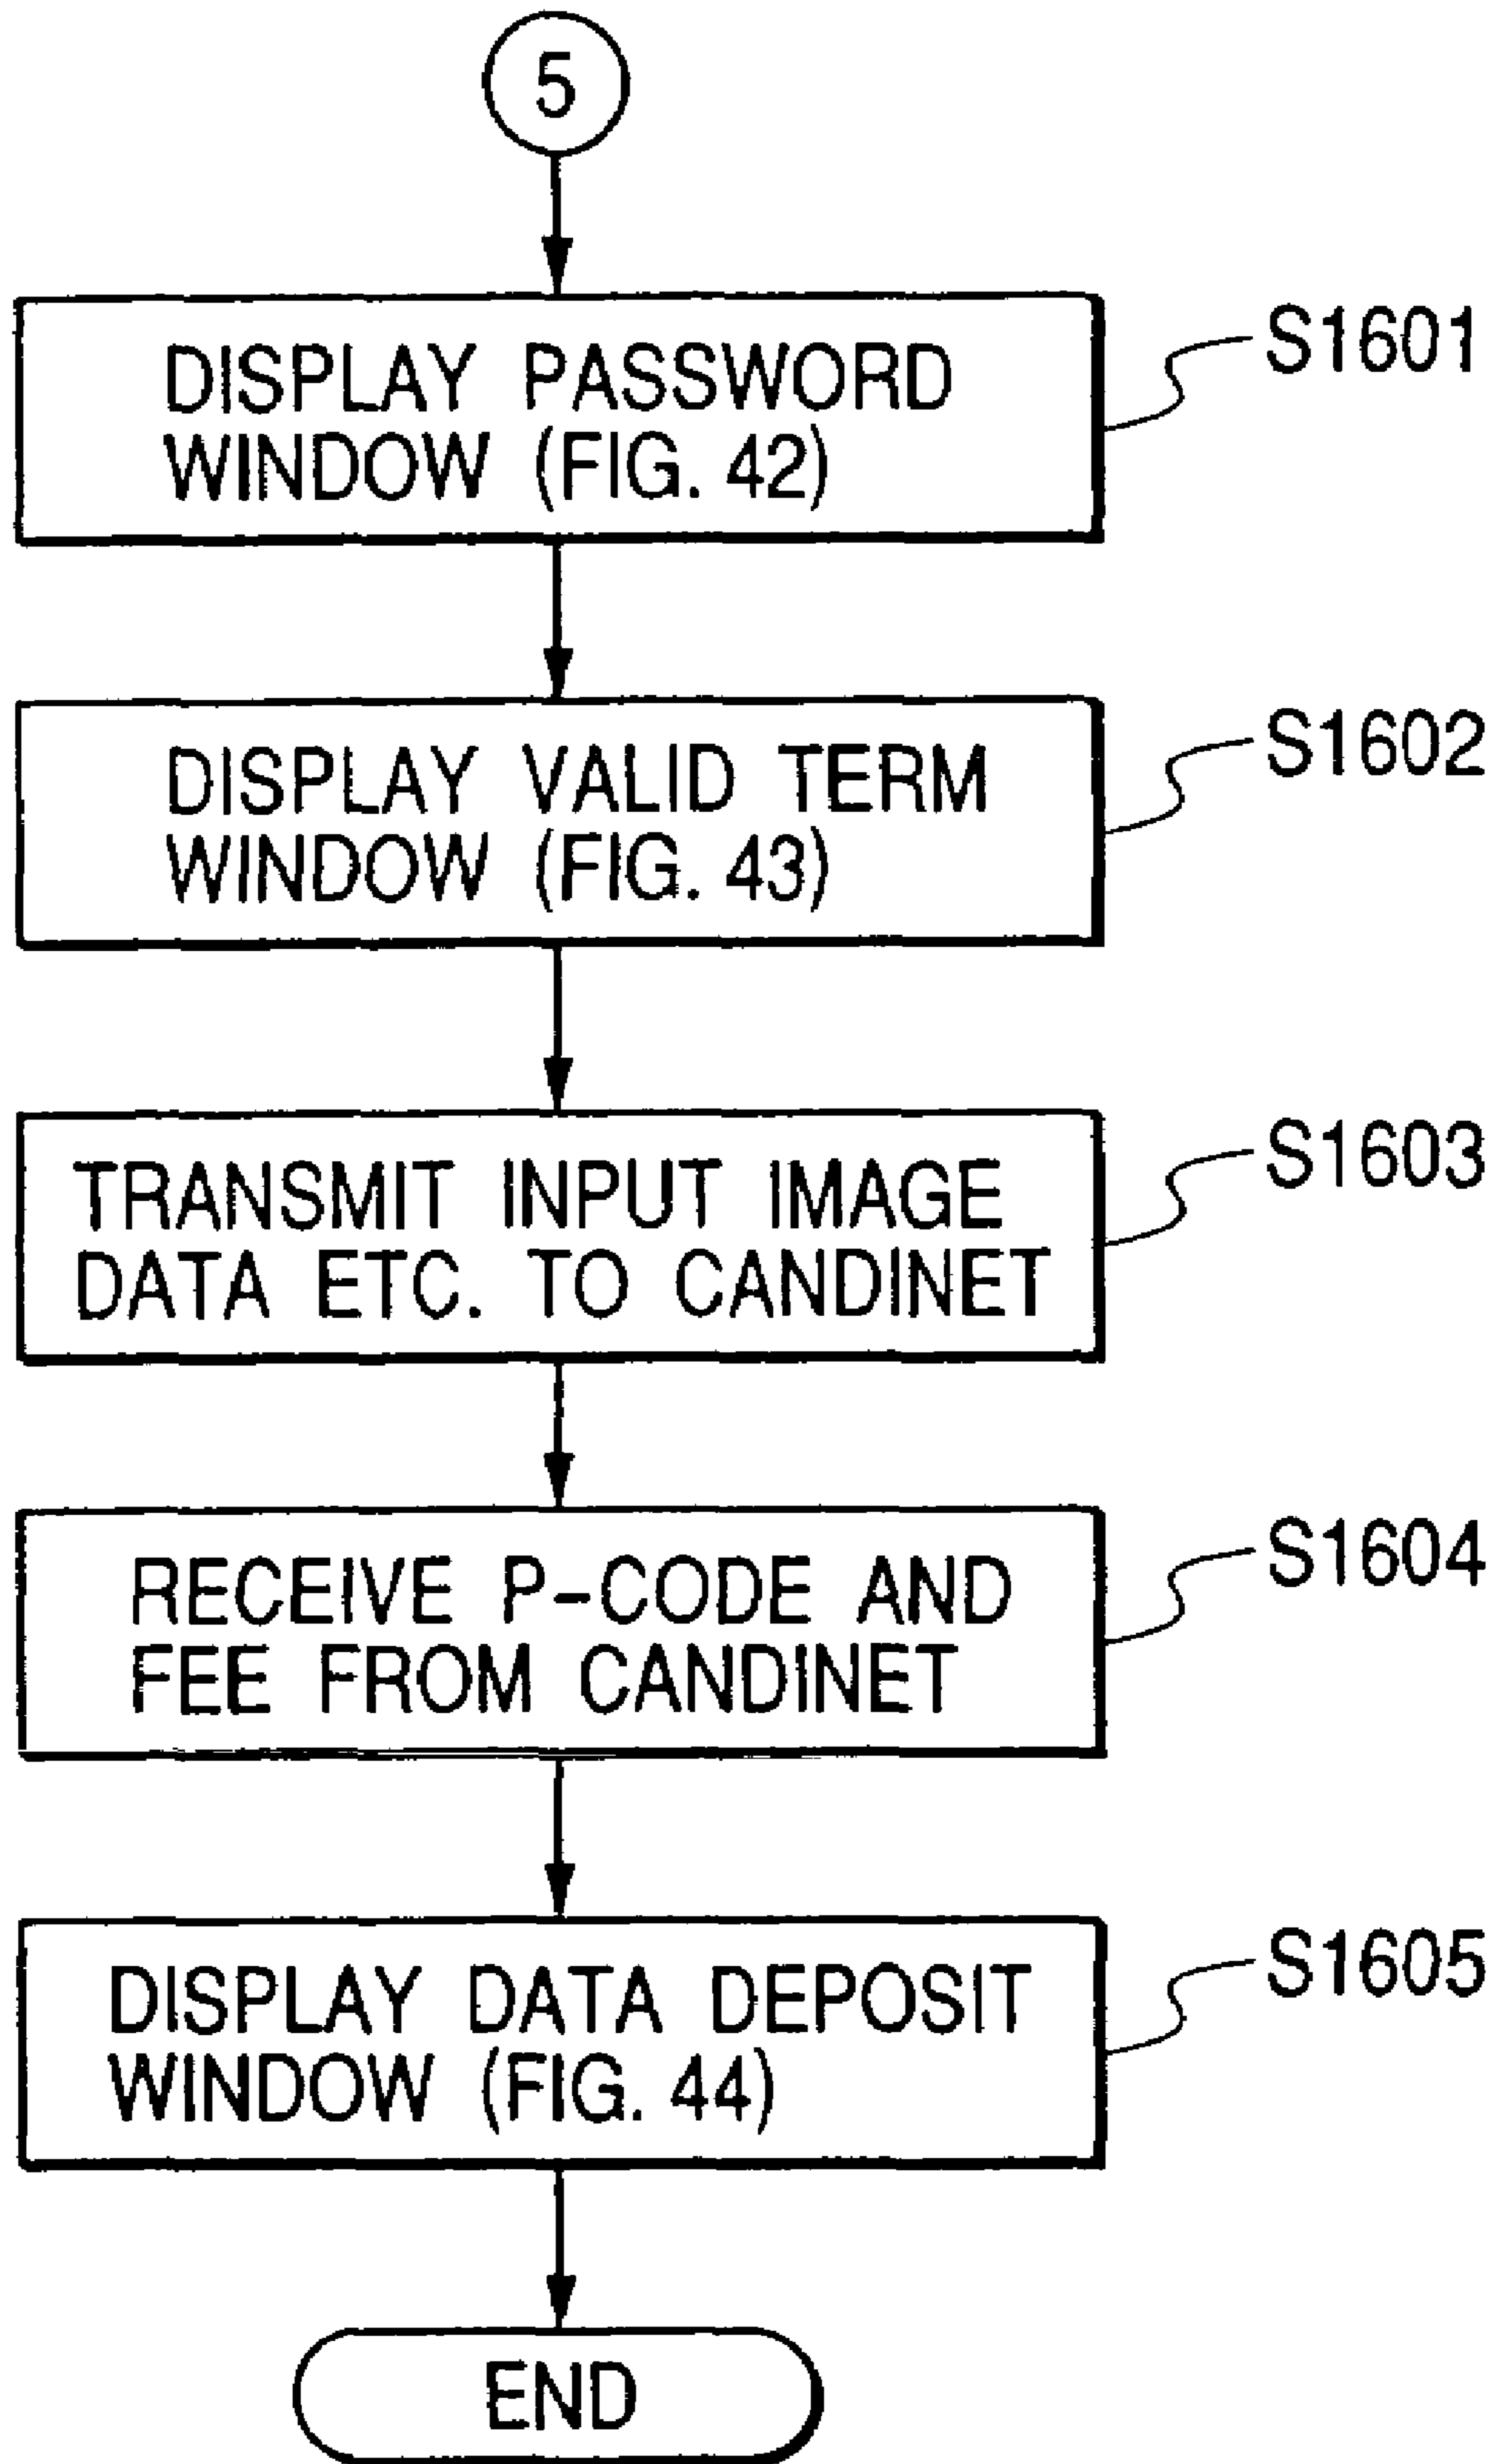 5
DISPLAY PASSWORD
WINDOW (FIG. 42)
S1601
DISPLAY VALID TERM
WINDOW (FIG. 43)
S1602
TRANSMIT INPUT IMAGE
DATA ETC. TO CANDINET
S1603
RECEIVE P-CODE AND
FEE FROM CANDINET
S1604
DISPLAY DATA DEPOSIT
WINDOW (FIG. 44)
S1605
END